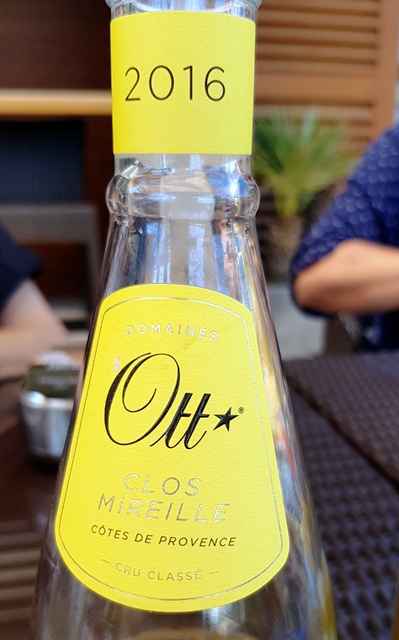 2016
DOMAINES
Ott★®
CLOS
MIREILLE
CÔTES DE PROVENCE
— CRU CLASSÉ —